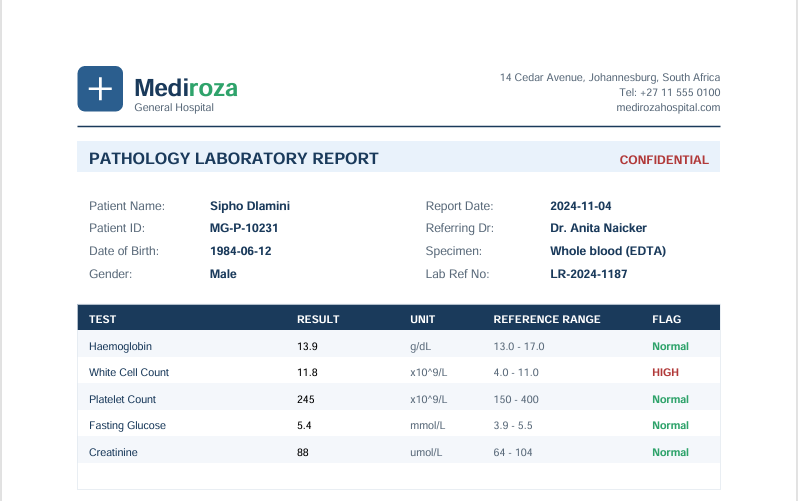 Mediroza
General Hospital
14 Cedar Avenue, Johannesburg, South Africa
Tel: +27 11 555 0100
medirozahospital.com
PATHOLOGY LABORATORY REPORT CONFIDENTIAL
Patient Name: Sipho Dlamini Report Date: 2024-11-04
Patient ID: MG-P-10231 Referring Dr: Dr. Anita Naicker
Date of Birth: 1984-06-12 Specimen: Whole blood (EDTA)
Gender: Male Lab Ref No: LR-2024-1187
TEST RESULT UNIT REFERENCE RANGE FLAG
Haemoglobin 13.9 g/dL 13.0 - 17.0 Normal
White Cell Count 11.8 x10^9/L 4.0 - 11.0 HIGH
Platelet Count 245 x10^9/L 150 - 400 Normal
Fasting Glucose 5.4 mmol/L 3.9 - 5.5 Normal
Creatinine 88 umol/L 64 - 104 Normal